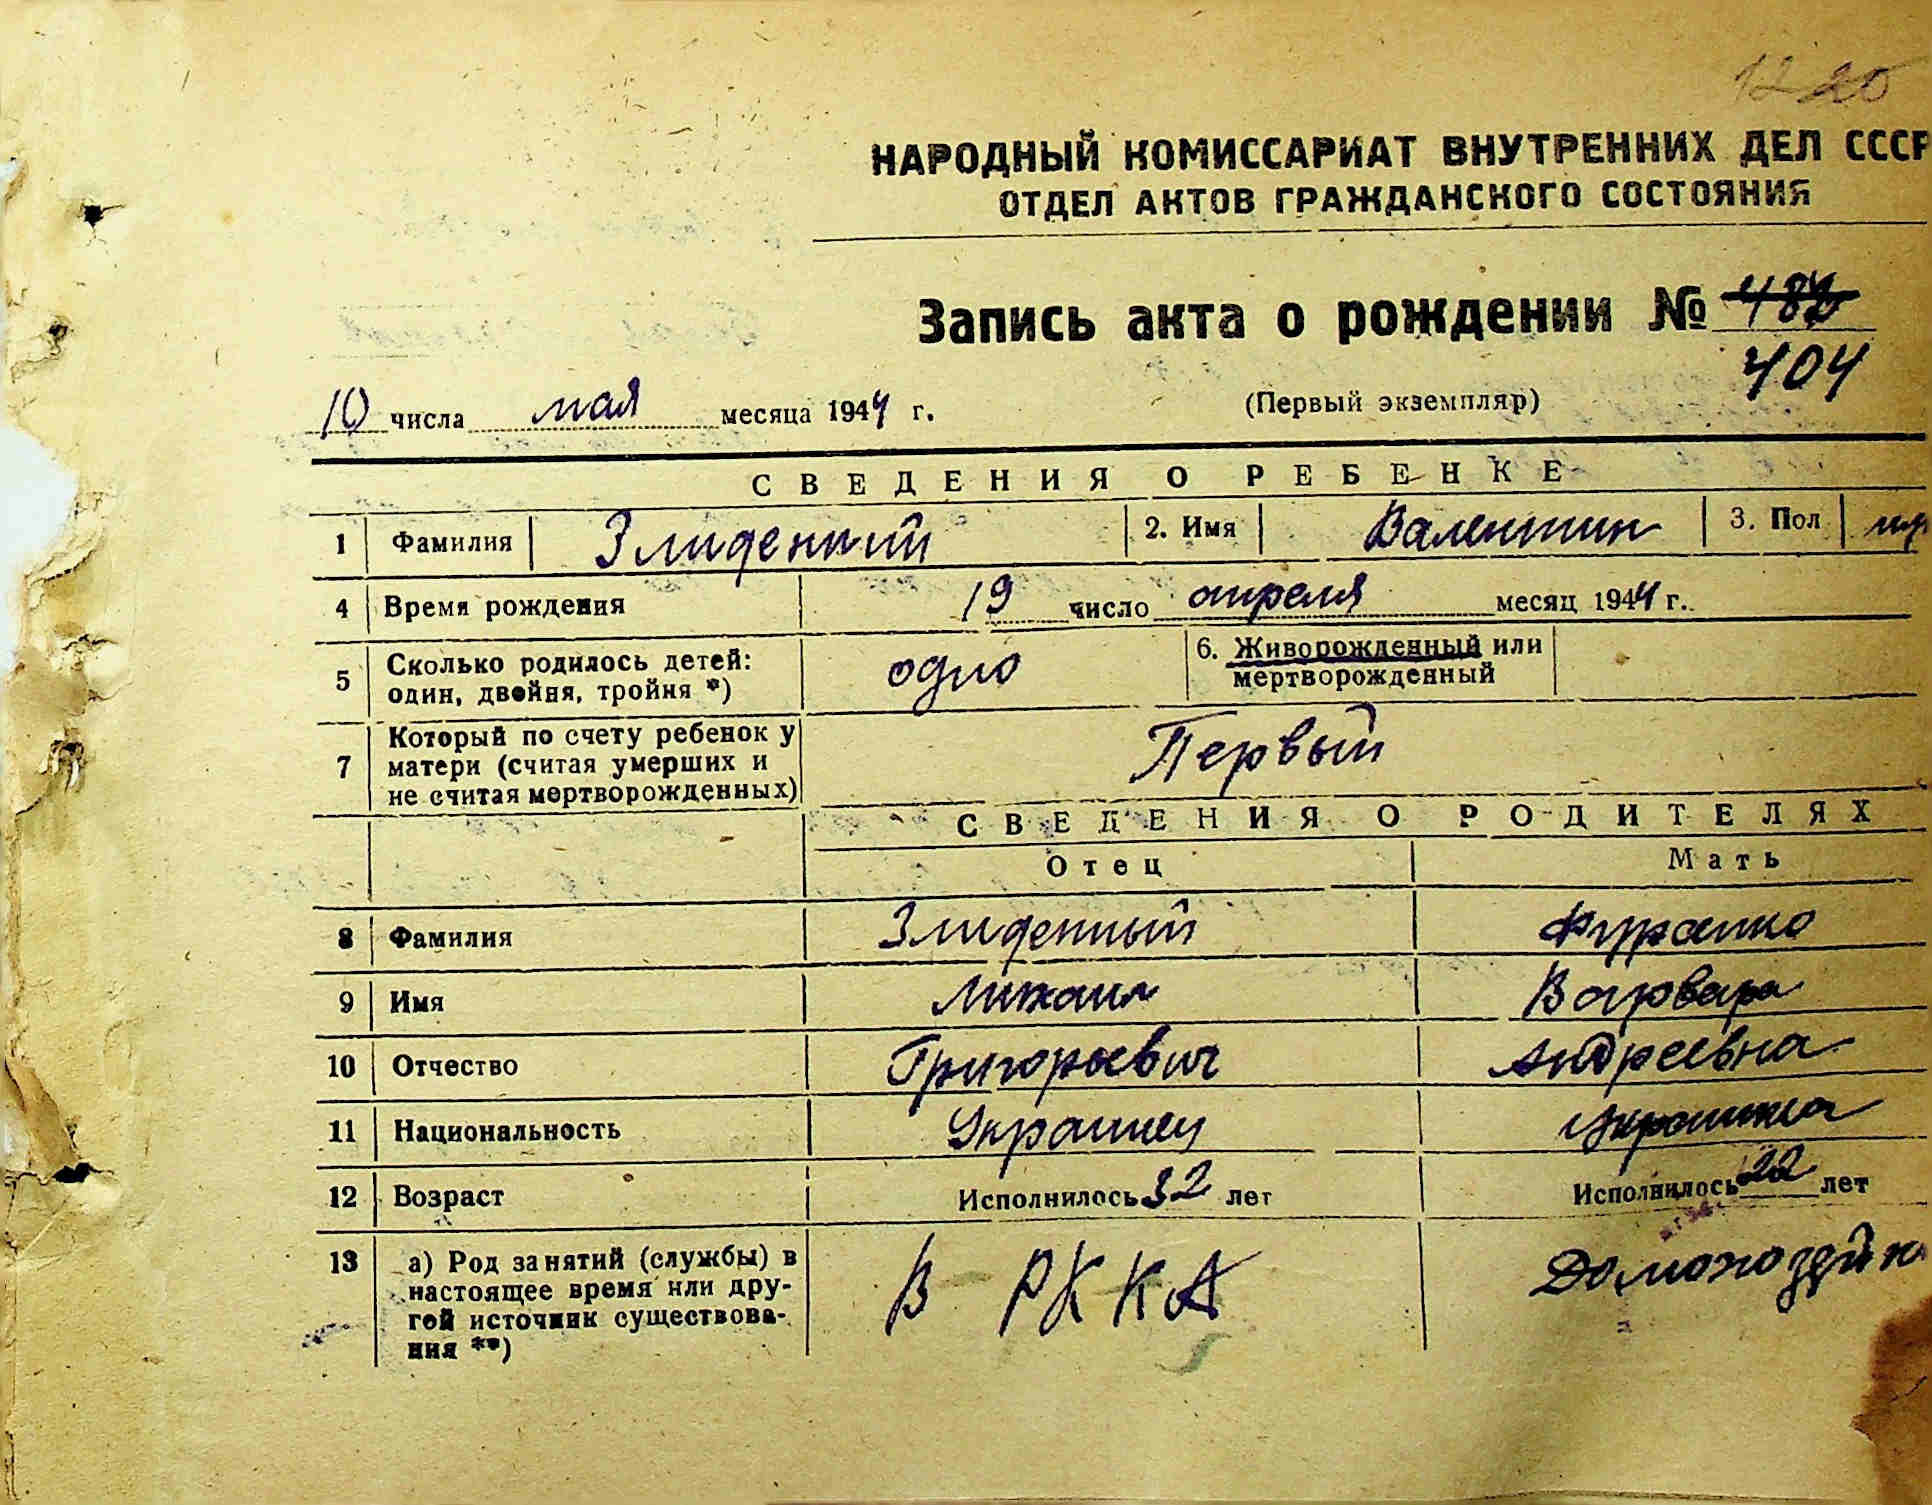 1220
НАРОДНЫЙ КОМИССАРИАТ ВНУТРЕННИХ ДЕЛ СССР
ОТДЕЛ АКТОВ ГРАЖДАНСКОГО СОСТОЯНИЯ
Запись акта о рождении №
404
10 числа мая месяца 1944 г. (Первый экземпляр)
СВЕДЕНИЯ О РЕБЕНКЕ
1 Фамилия Злиденный 2. Имя Валентин 3. Пол
4 Время рождения 19 число апреля месяц 1944 г.
5 Сколько родилось детей: один, двойня, тройня *) одно 6. Живорожденный или мертворожденный
7 Который по счету ребенок у матери (считая умерших и не считая мертворожденных) Первый
СВЕДЕНИЯ О РОДИТЕЛЯХ
Отец Мать
8 Фамилия Злиденный
9 Имя Михаил Варвара
10 Отчество Григорьевич Андреевна
11 Национальность Украинец Украинка
12 Возраст Исполнилось 32 лет Исполнилось 22 лет
13 а) Род занятий (службы) в
настоящее время или дру-
гой источник существова-
ния **) В РККА